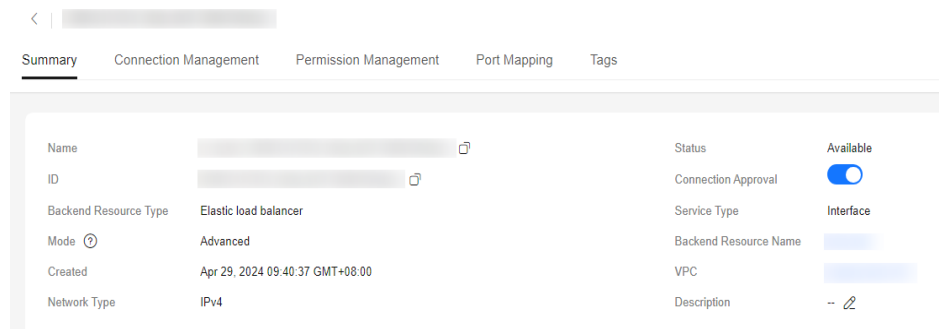 Summary Connection Management Permission Management Port Mapping Tags
Name Status Available
ID Connection Approval
Backend Resource Type Elastic load balancer Service Type Interface
Mode ? Advanced Backend Resource Name
Created Apr 29, 2024 09:40:37 GMT+08:00 VPC
Network Type IPv4 Description --